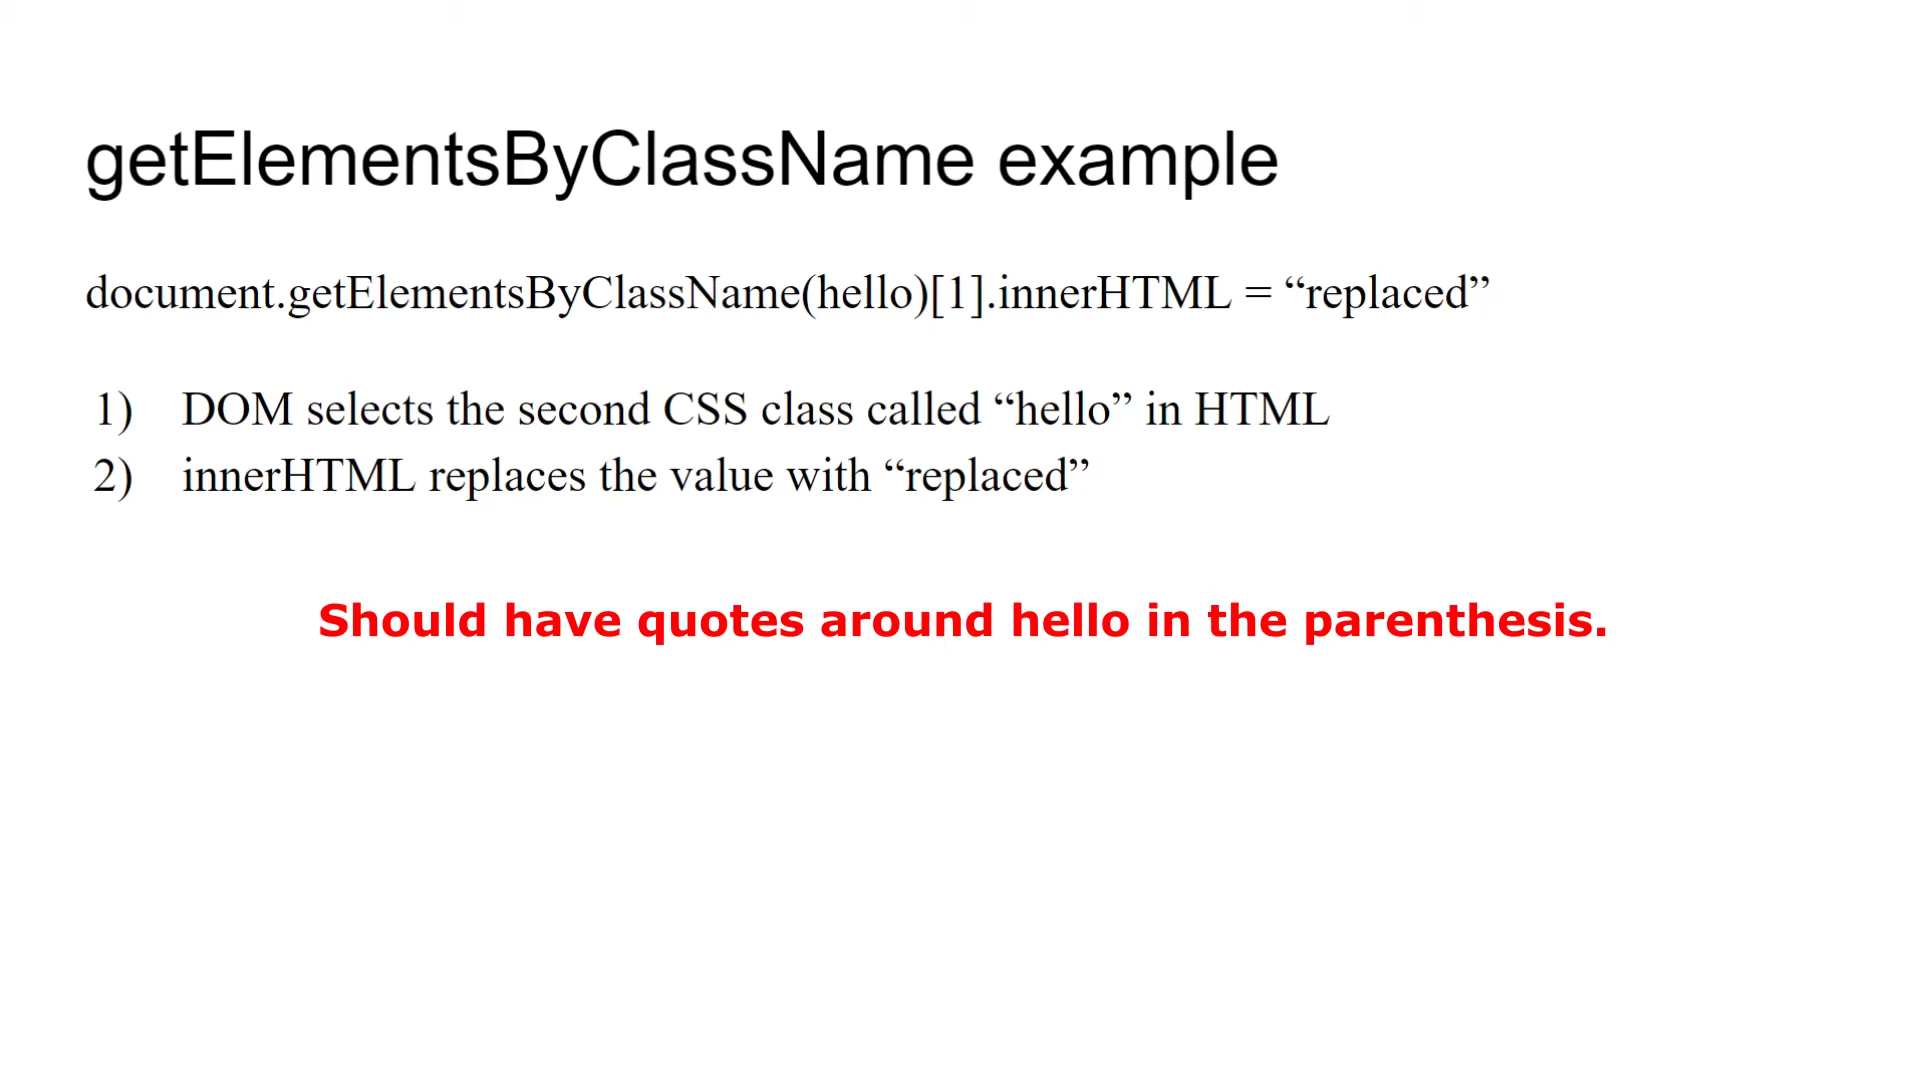 getElementsByClassName example
document.getElementsByClassName(hello)[1].innerHTML = “replaced”
1) DOM selects the second CSS class called “hello” in HTML
2) innerHTML replaces the value with “replaced”
Should have quotes around hello in the parenthesis.